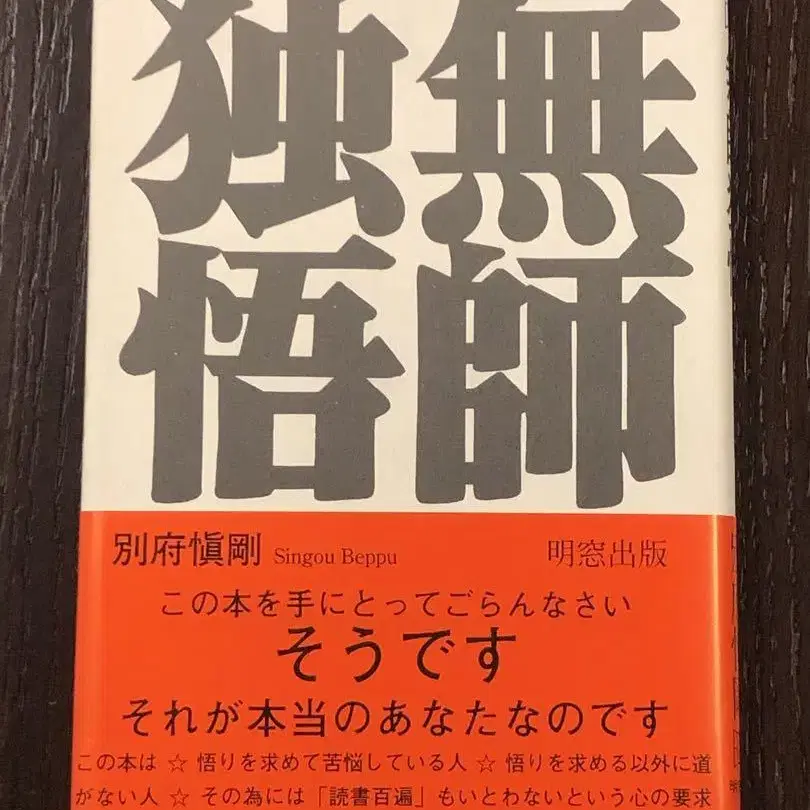 無師
独悟
別府慎剛 Singou Beppu 明窓出版
この本を手にとってごらんなさい
そうです
それが本当のあなたなのです
この本は ☆ 悟りを求めて苦悩している人 ☆ 悟りを求める以外に道
がない人 ☆ その為には「読書百遍」もいとわないという心の要求